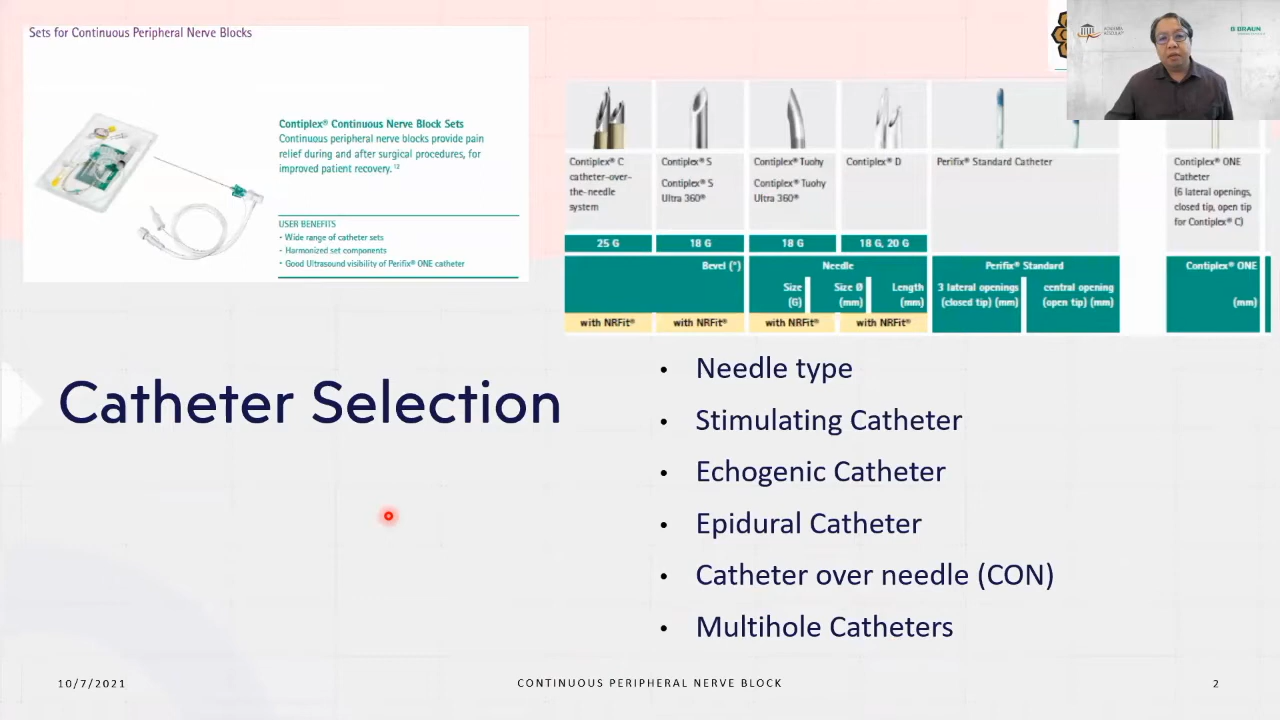 Sets for Continuous Peripheral Nerve Blocks
Contiplex® Continuous Nerve Block Sets
Continuous peripheral nerve blocks provide pain
relief during and after surgical procedures, for
improved patient recovery.¹²
USER BENEFITS
• Wide range of catheter sets
• Harmonized set components
• Good Ultrasound visibility of Perifix® ONE catheter
B BRAUN
Contiplex® C
catheter-over-
the-needle
system
Contiplex® S
Contiplex® S
Ultra 360®
Contiplex® Tuohy
Contiplex® Tuohy
Ultra 360®
Contiplex® D
Perifix® Standard Catheter
Contiplex® ONE
Catheter
(6 lateral openings,
closed tip, open tip
for Contiplex® C)
25 G
18 G
18 G
18 G, 20 G
Bevel (°)
Needle
Size
(G)
Size Ø
(mm)
Length
(mm)
Perifix® Standard
3 lateral openings
(closed tip) (mm)
central opening
(open tip) (mm)
Contiplex® ONE
(mm)
with NRFit®
with NRFit®
with NRFit®
with NRFit®
Catheter Selection
• Needle type
• Stimulating Catheter
• Echogenic Catheter
• Epidural Catheter
• Catheter over needle (CON)
• Multihole Catheters
10/7/2021
CONTINUOUS PERIPHERAL NERVE BLOCK
2